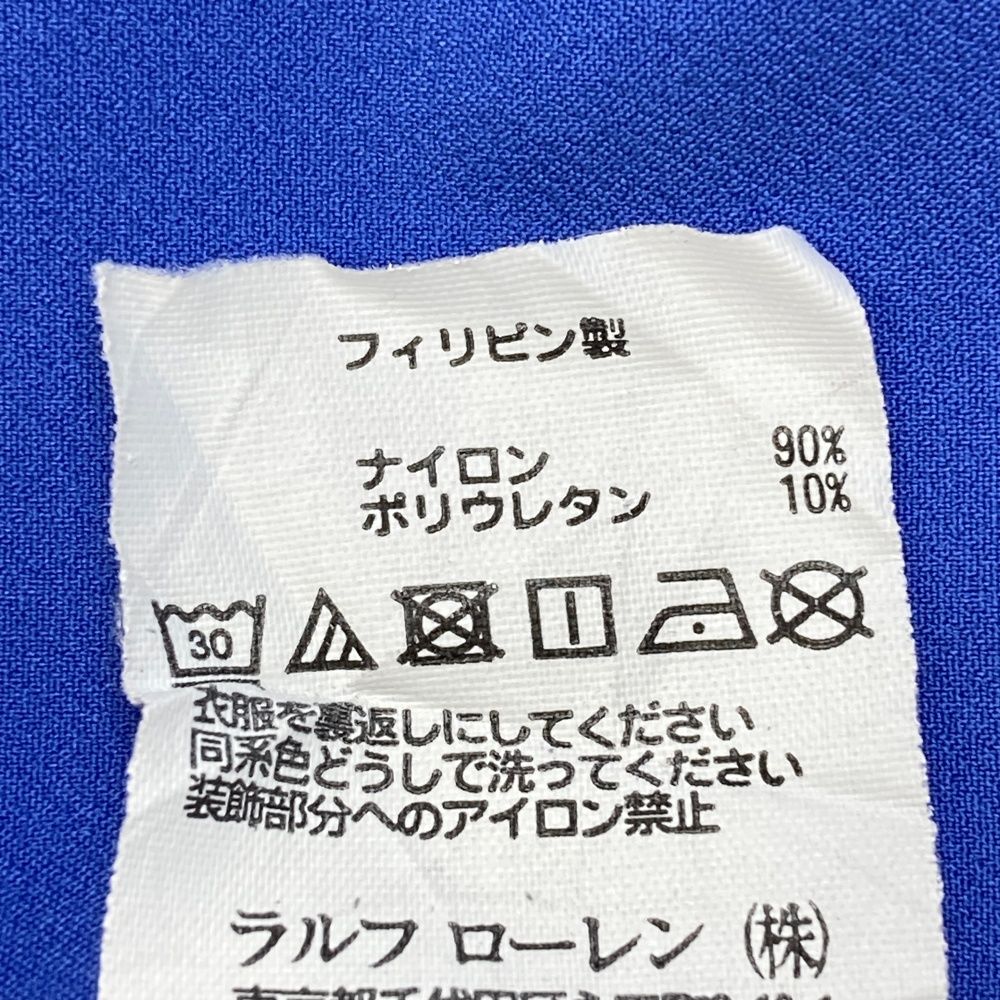 フィリピン製
ナイロン 90%
ポリウレタン 10%
30
衣服を裏返しにしてください
同系色どうしで洗ってください
装飾部分へのアイロン禁止
ラルフ ローレン (株)